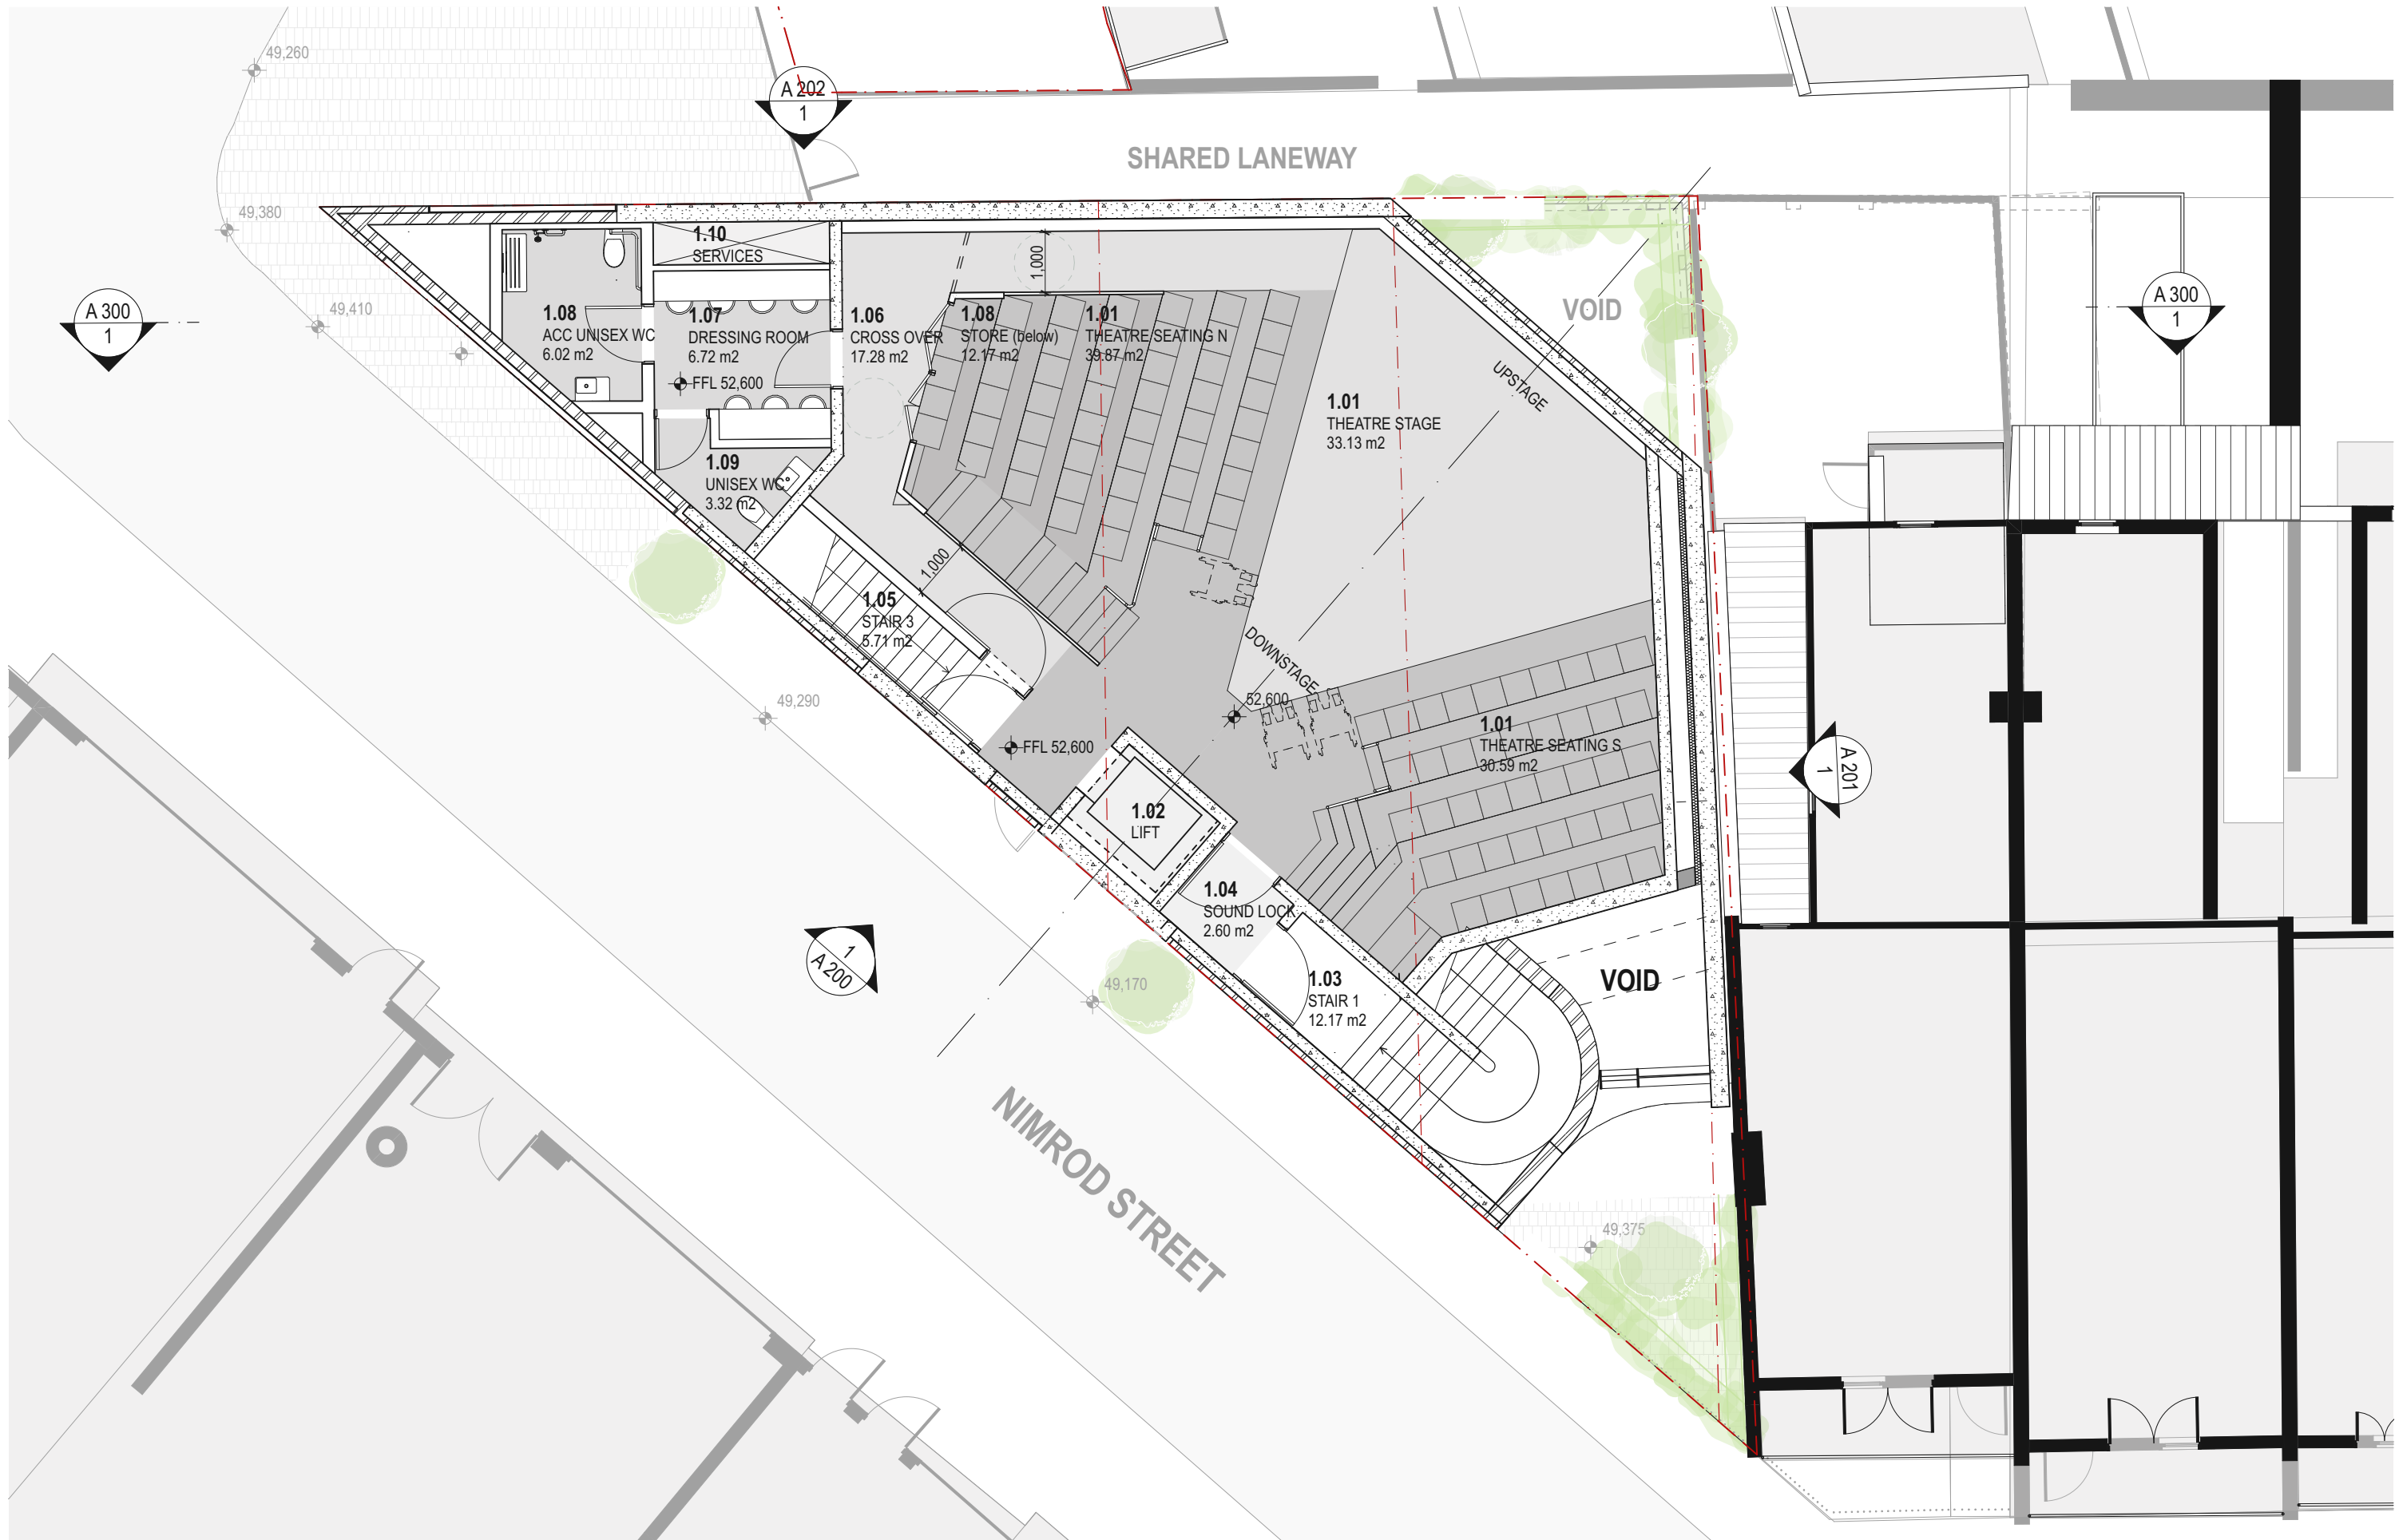 49,260
A 202
1
SHARED LANEWAY
49,380
1.10
SERVICES
1,000
A 300
1
49,410
1.08
ACC UNISEX WC
6.02 m2
1.07
DRESSING ROOM
6.72 m2
FFL 52,600
1.06
CROSS OVER
17.28 m2
1.08
STORE (below)
12.17 m2
1.01
THEATRE SEATING N
39.87 m2
VOID
A 300
1
UPSTAGE
1.01
THEATRE STAGE
33.13 m2
1.09
UNISEX WC
3.32 m2
1,000
1.05
STAIR 3
5.71 m2
DOWNSTAGE
52,600
49,290
FFL 52,600
1.01
THEATRE SEATING S
30.59 m2
A 201
1
1.02
LIFT
1.04
SOUND LOCK
2.60 m2
1
A 200
49,170
1.03
STAIR 1
12.17 m2
VOID
NIMROD STREET
49,375